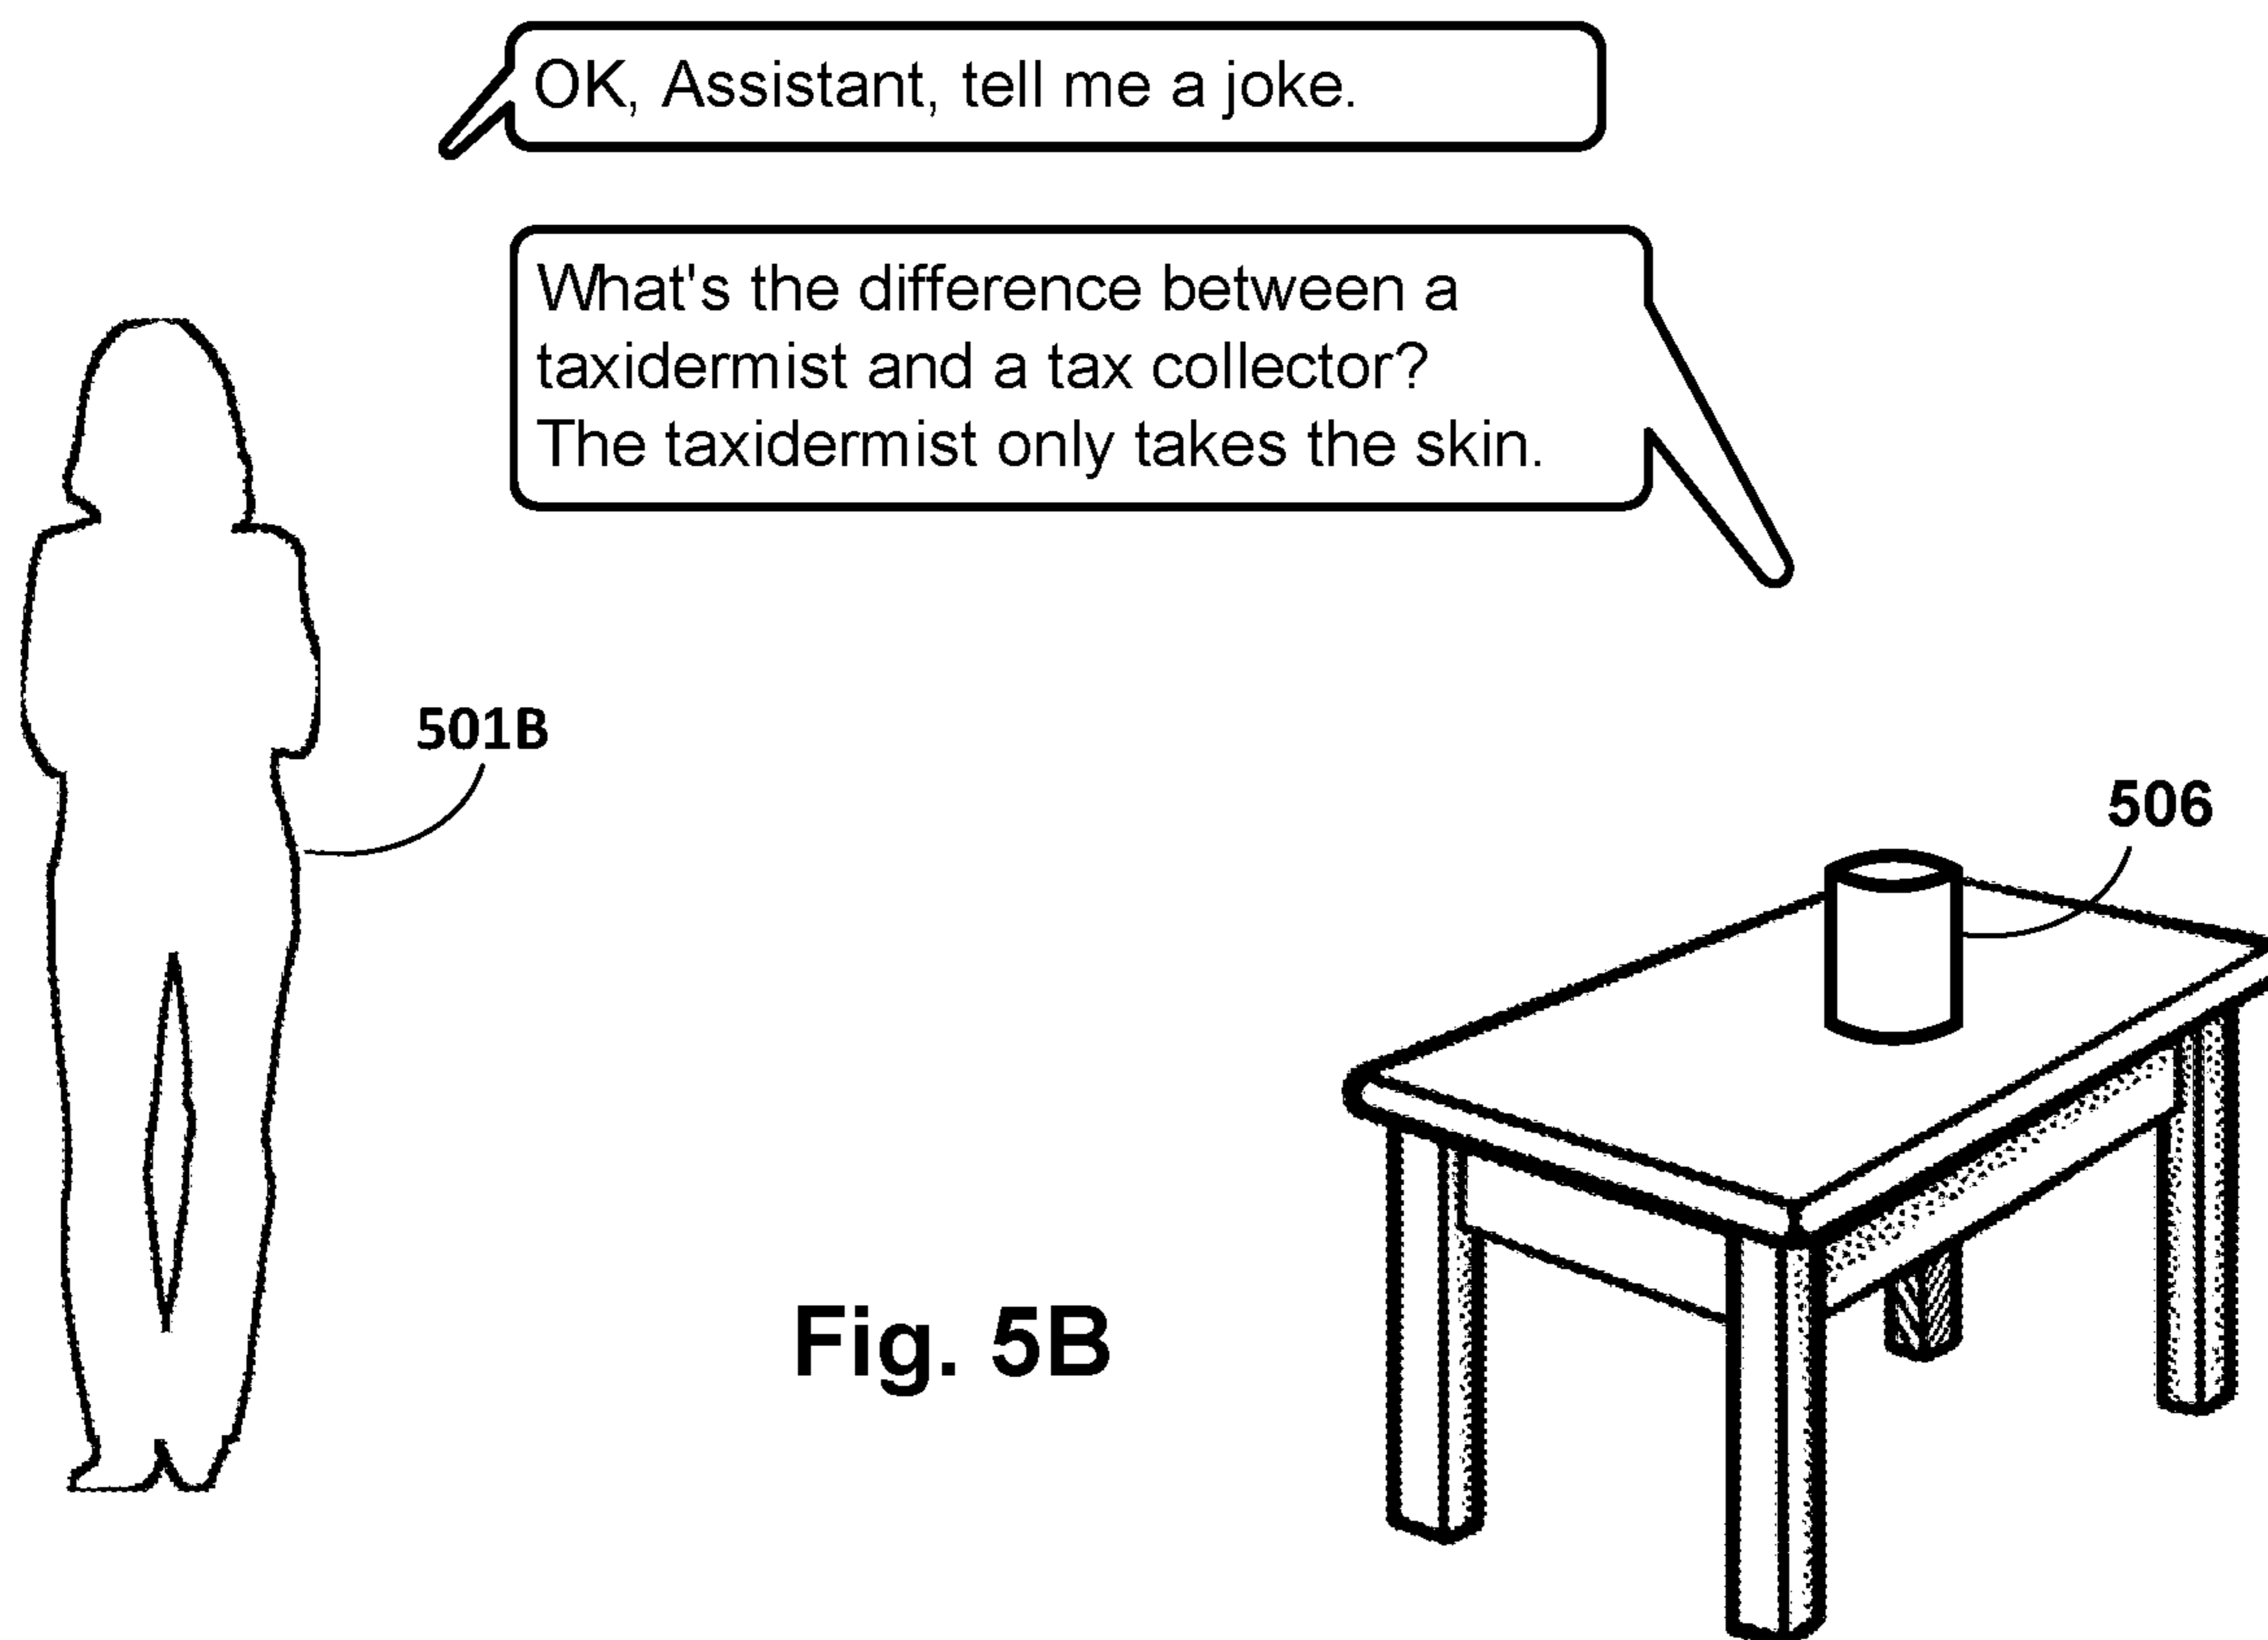 OK, Assistant, tell me a joke.
What's the difference between a
taxidermist and a tax collector?
The taxidermist only takes the skin.
501B
506
Fig. 5B